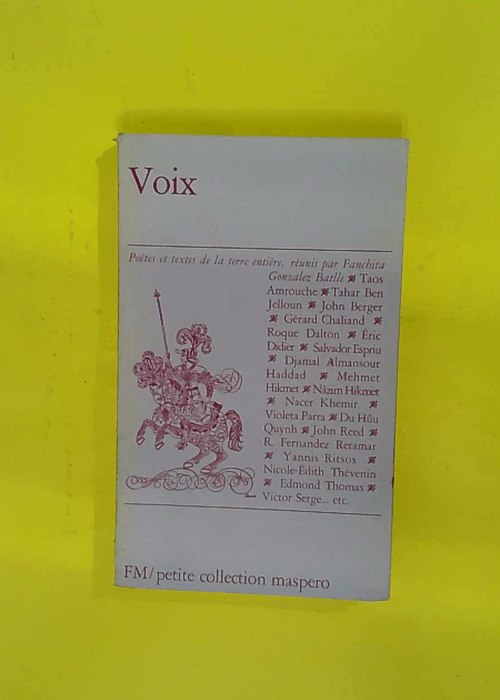 Voix
Poètes et textes de la terre entière, réunis par Fanchita
Gonzalez Batlle ❦ Taos
Amrouche ❦ Tahar Ben
Jelloun ❦ John Berger
❦ Gérard Chaliand ❦
Roque Dalton ❦ Éric
Didier ❦ Salvador Espriu
❦ Djamal Almansour
Haddad ❦ Mehmet
Hikmet ❦ Nâzim Hikmet
❦ Nacer Khemir ❦
Violeta Parra ❦ Du Hûu
Quynh ❦ John Reed ❦
R. Fernandez Retamar
❦ Yannis Ritsos ❦
Nicole-Édith Thévenin
❦ Edmond Thomas ❦
Victor Serge... etc.
FM/petite collection maspero